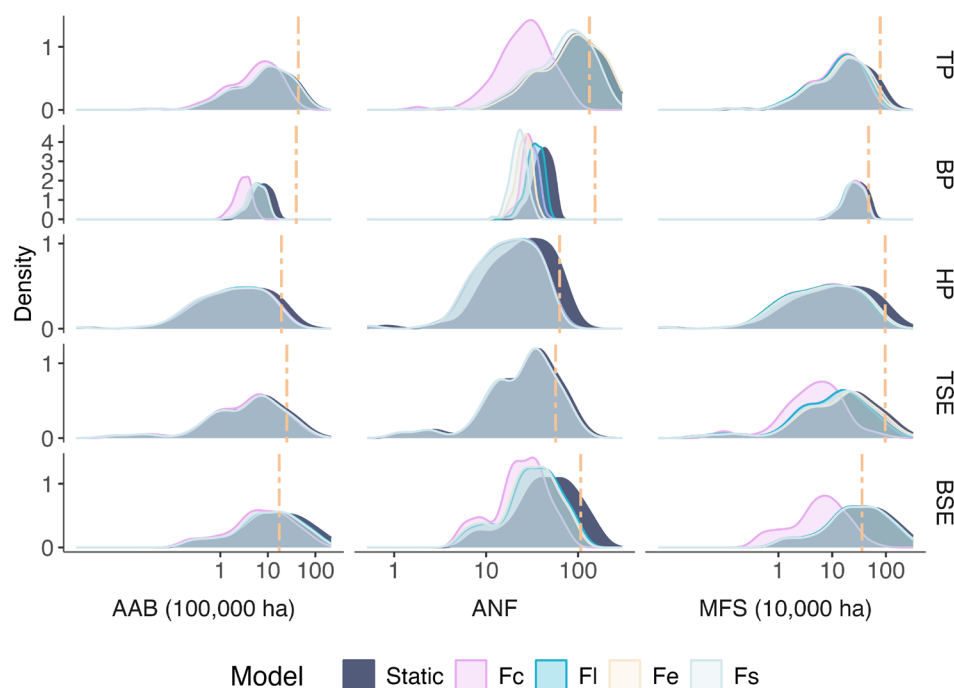 1
0
TP
4
3
2
1
0
BP
Density
1
0
HP
1
0
TSE
1
0
BSE
1 10 100
1 10 100
1 10 100
AAB (100,000 ha)
ANF
MFS (10,000 ha)
Model Static Fc Fl Fe Fs